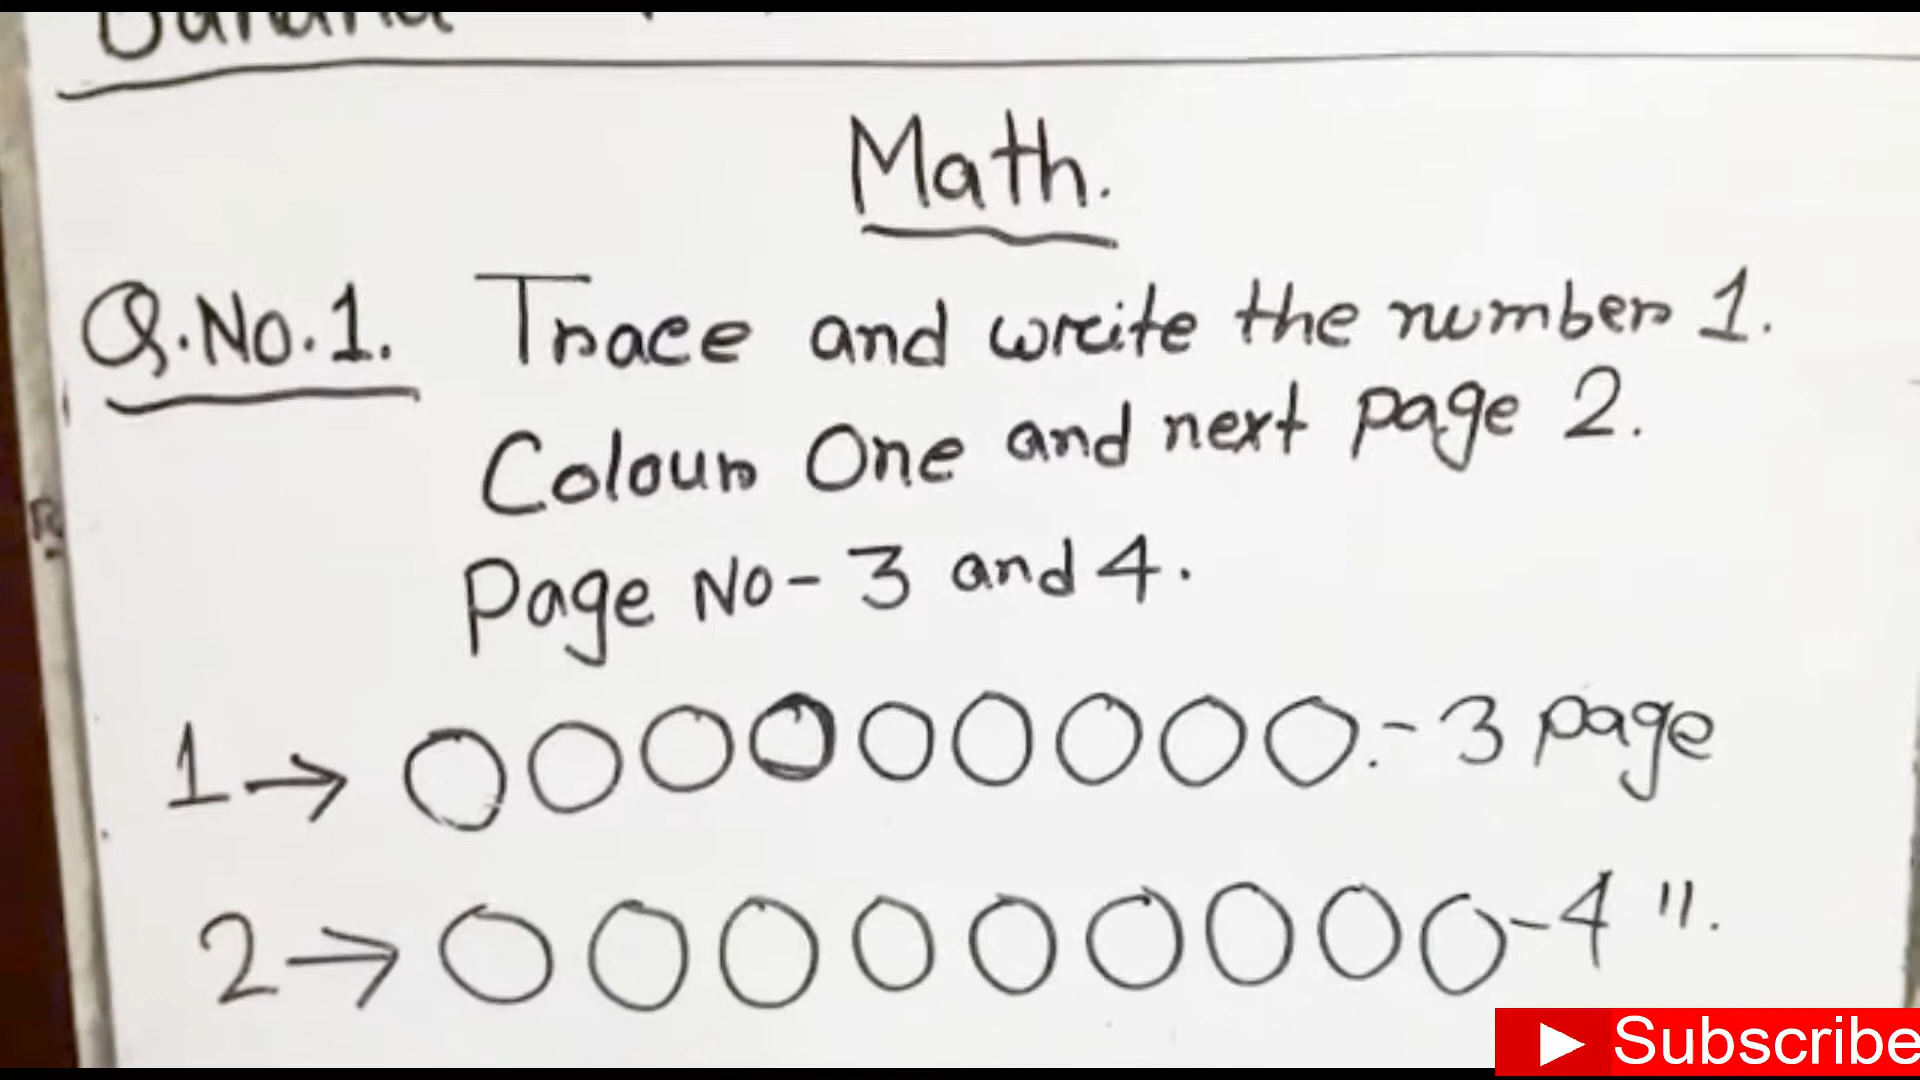 Banana
Math.
Q.No.1. Trace and write the number 1.
Colour One and next page 2.
Page No - 3 and 4.
1→ O O O O O O O O O. - 3 page
2→ O O O O O O O O O - 4 ".
Subscribe